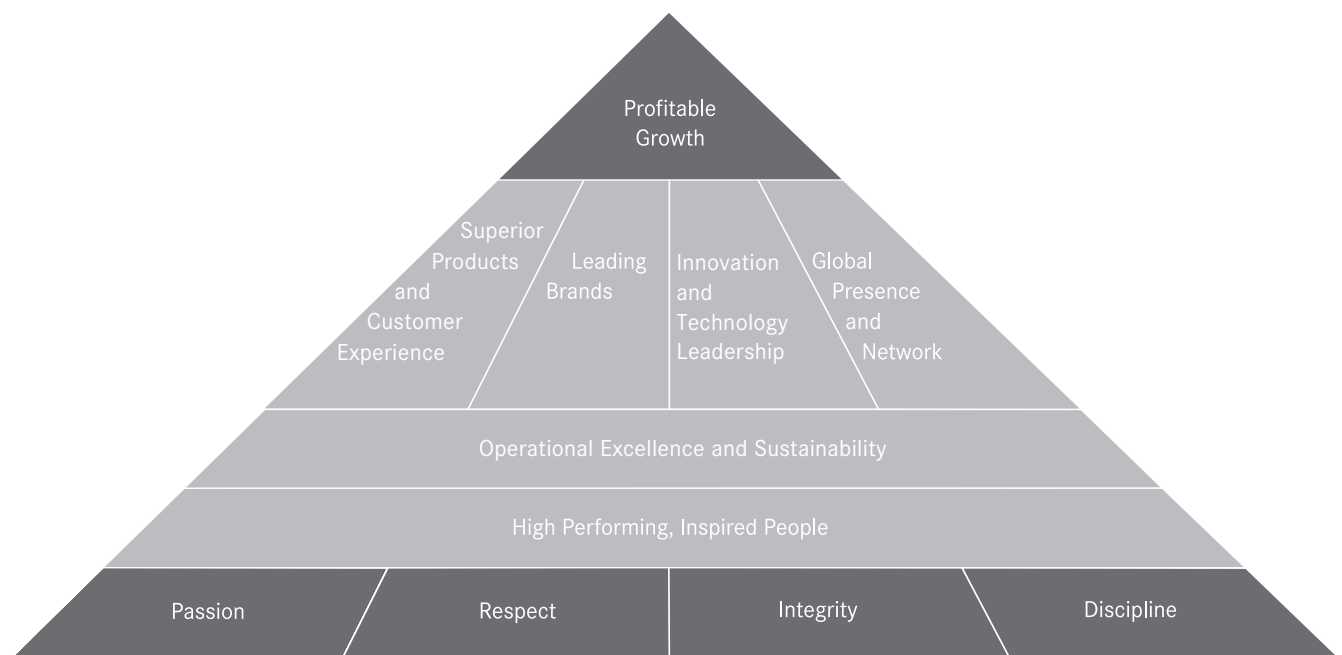 Profitable
Growth
Superior
Products
and
Customer
Experience
Leading
Brands
Innovation
and
Technology
Leadership
Global
Presence
and
Network
Operational Excellence and Sustainability
High Performing, Inspired People
Passion
Respect
Integrity
Discipline